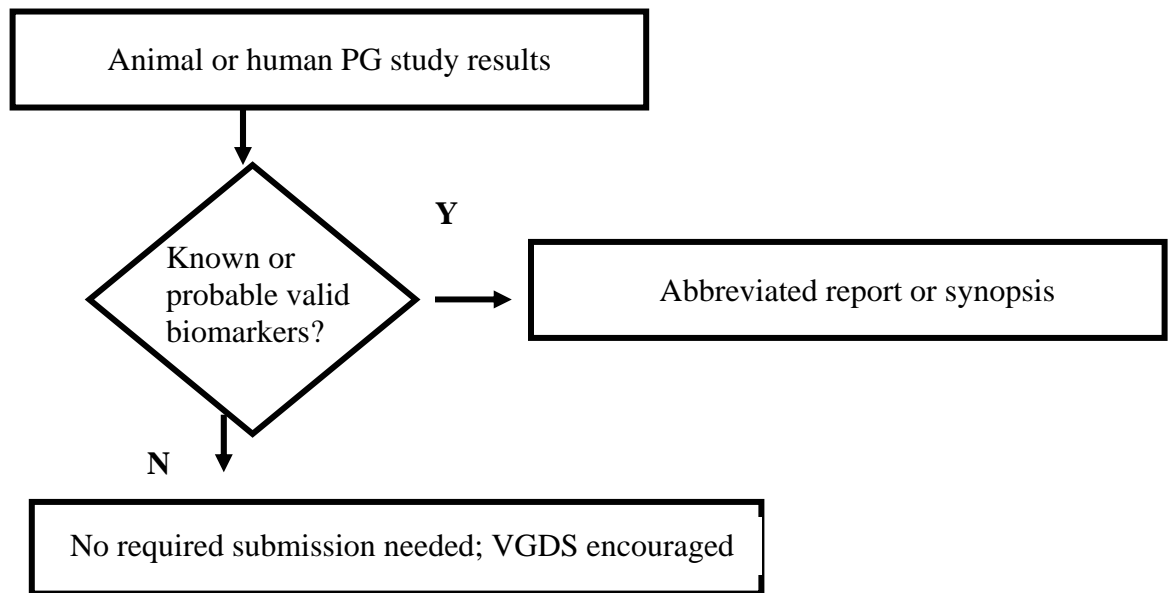 Animal or human PG study results
Y
Known or
probable valid
biomarkers?
Abbreviated report or synopsis
N
No required submission needed; VGDS encouraged